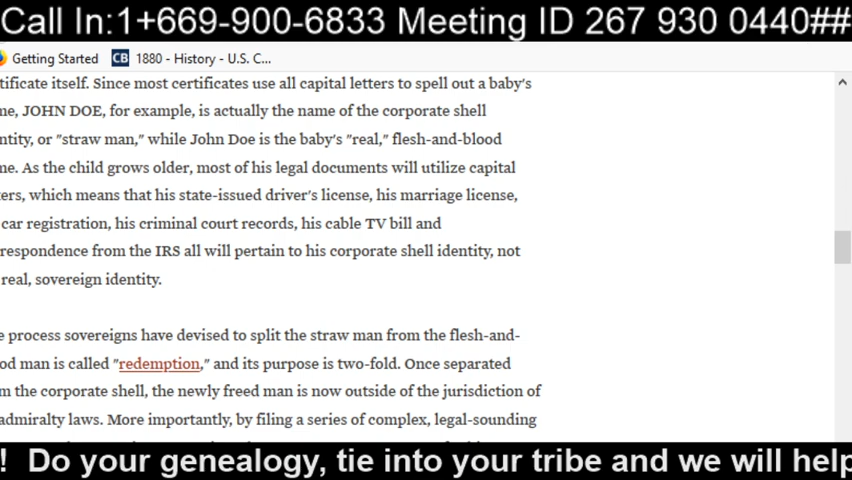 Call In:1+669-900-6833 Meeting ID 267 930 0440##
Getting Started CB 1880 - History - U.S. C...
tificate itself. Since most certificates use all capital letters to spell out a baby's
me, JOHN DOE, for example, is actually the name of the corporate shell
ntity, or "straw man," while John Doe is the baby's "real," flesh-and-blood
me. As the child grows older, most of his legal documents will utilize capital
ters, which means that his state-issued driver's license, his marriage license,
car registration, his criminal court records, his cable TV bill and
respondence from the IRS all will pertain to his corporate shell identity, not
real, sovereign identity.
e process sovereigns have devised to split the straw man from the flesh-and-
od man is called "redemption," and its purpose is two-fold. Once separated
m the corporate shell, the newly freed man is now outside of the jurisdiction of
admiralty laws. More importantly, by filing a series of complex, legal-sounding
! Do your genealogy, tie into your tribe and we will help